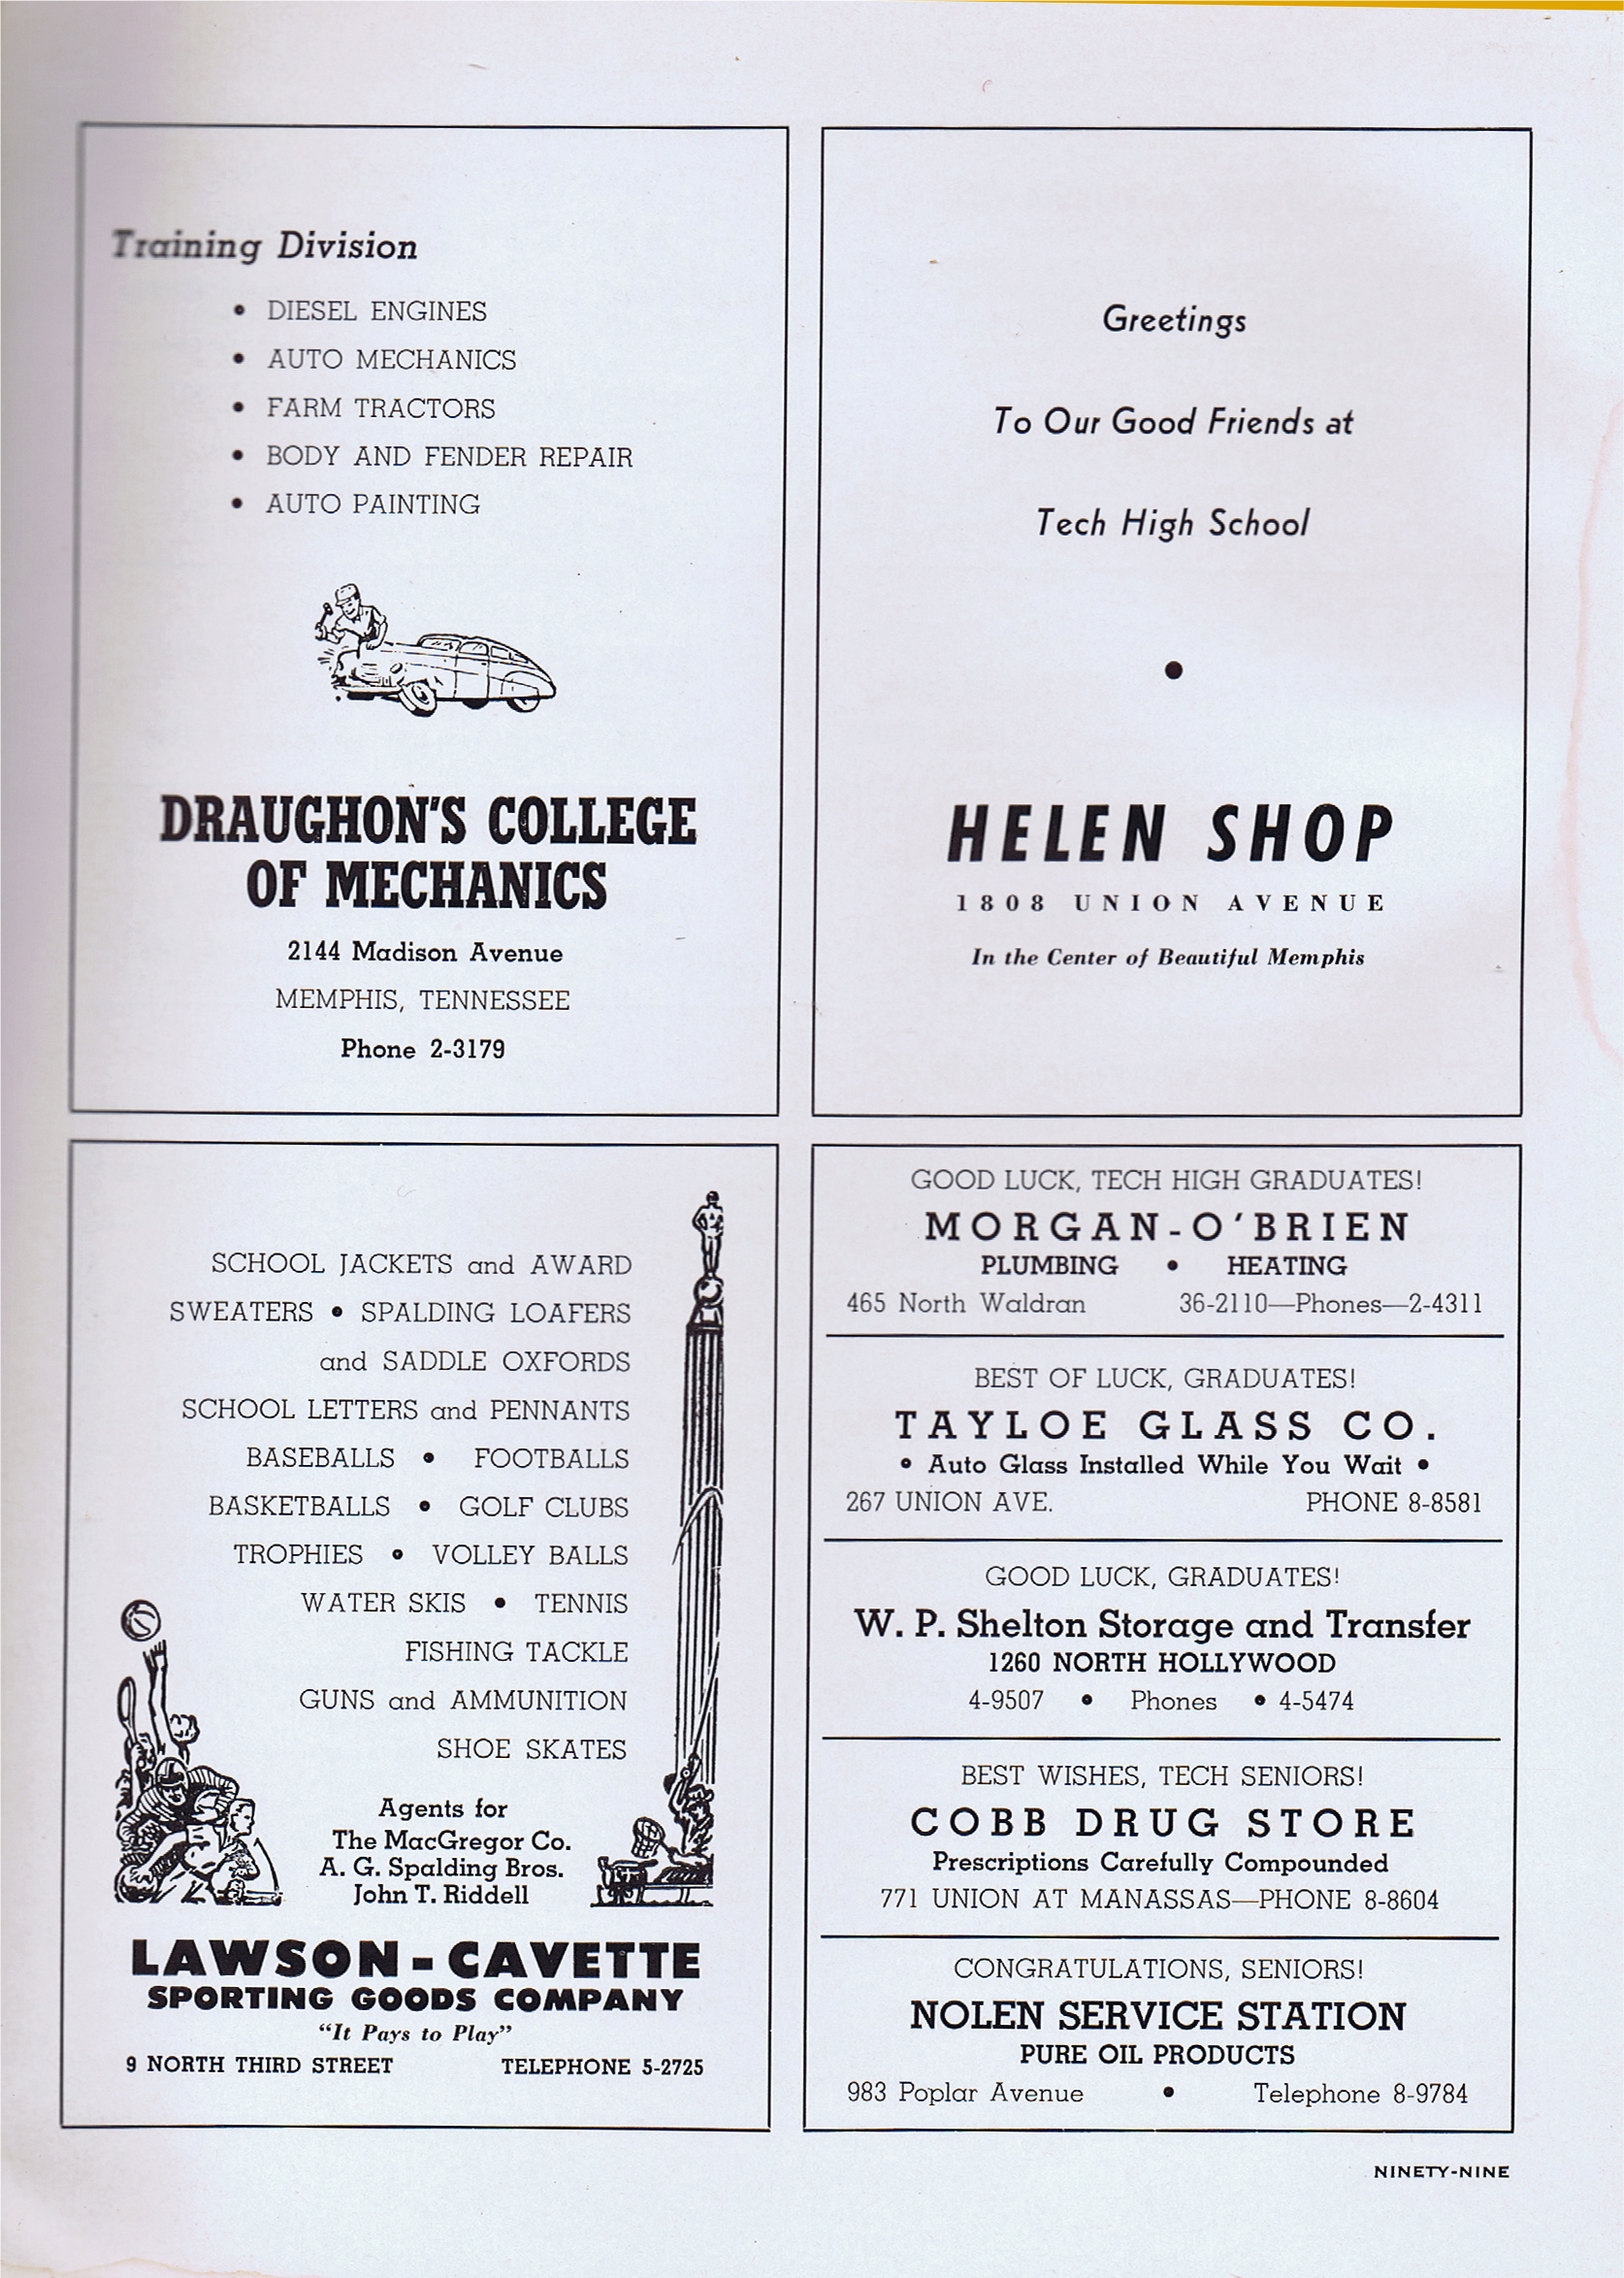 Training Division
• DIESEL ENGINES
• AUTO MECHANICS
• FARM TRACTORS
• BODY AND FENDER REPAIR
• AUTO PAINTING
DRAUGHON'S COLLEGE
OF MECHANICS
2144 Madison Avenue
MEMPHIS, TENNESSEE
Phone 2-3179
Greetings
To Our Good Friends at
Tech High School
•
HELEN SHOP
1808 UNION AVENUE
In the Center of Beautiful Memphis
SCHOOL JACKETS and AWARD
SWEATERS • SPALDING LOAFERS
and SADDLE OXFORDS
SCHOOL LETTERS and PENNANTS
BASEBALLS • FOOTBALLS
BASKETBALLS • GOLF CLUBS
TROPHIES • VOLLEY BALLS
WATER SKIS • TENNIS
FISHING TACKLE
GUNS and AMMUNITION
SHOE SKATES
Agents for
The MacGregor Co.
A. G. Spalding Bros.
John T. Riddell
LAWSON-CAVETTE
SPORTING GOODS COMPANY
“It Pays to Play”
9 NORTH THIRD STREET TELEPHONE 5-2725
GOOD LUCK, TECH HIGH GRADUATES!
MORGAN-O'BRIEN
PLUMBING • HEATING
465 North Waldran 36-2110—Phones—2-4311
BEST OF LUCK, GRADUATES!
TAYLOE GLASS CO.
• Auto Glass Installed While You Wait •
267 UNION AVE. PHONE 8-8581
GOOD LUCK, GRADUATES!
W. P. Shelton Storage and Transfer
1260 NORTH HOLLYWOOD
4-9507 • Phones • 4-5474
BEST WISHES, TECH SENIORS!
COBB DRUG STORE
Prescriptions Carefully Compounded
771 UNION AT MANASSAS—PHONE 8-8604
CONGRATULATIONS, SENIORS!
NOLEN SERVICE STATION
PURE OIL PRODUCTS
983 Poplar Avenue • Telephone 8-9784
NINETY-NINE